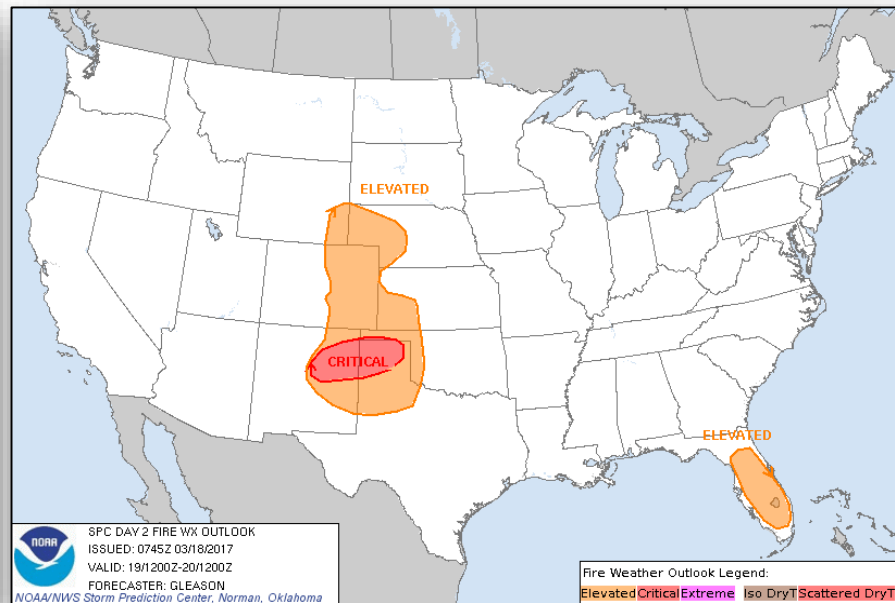 ELEVATED
CRITICAL
ELEVATED
NOAA
SPC DAY 2 FIRE WX OUTLOOK
ISSUED: 0745Z 03/18/2017
VALID: 19/1200Z-20/1200Z
FORECASTER: GLEASON
NOAA/NWS Storm Prediction Center, Norman, Oklahoma
Fire Weather Outlook Legend:
Elevated Critical Extreme Iso DryT Scattered DryT